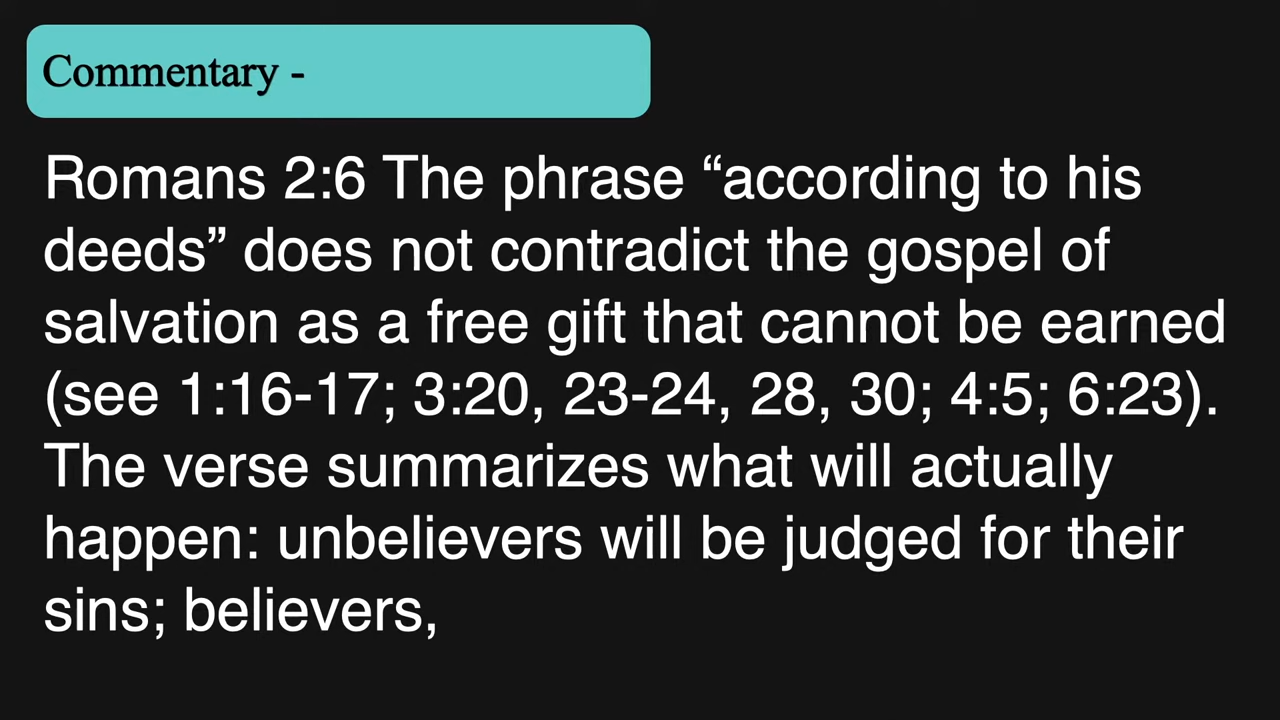 Commentary -
Romans 2:6 The phrase “according to his
deeds” does not contradict the gospel of
salvation as a free gift that cannot be earned
(see 1:16-17; 3:20, 23-24, 28, 30; 4:5; 6:23).
The verse summarizes what will actually
happen: unbelievers will be judged for their
sins; believers,